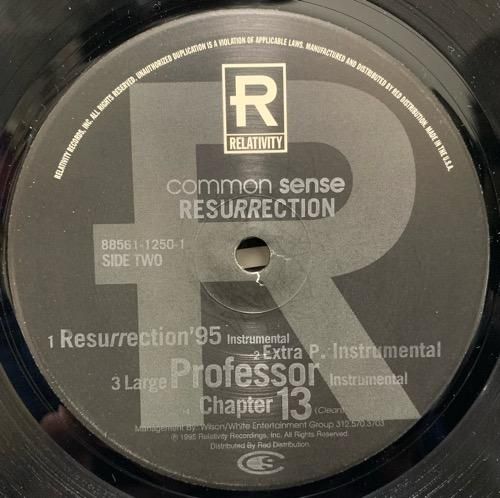 RELATIVITY RECORDS, INC. ALL RIGHTS RESERVED. UNAUTHORIZED DUPLICATION IS A VIOLATION OF APPLICABLE LAWS. MANUFACTURED AND DISTRIBUTED BY RED DISTRIBUTION. MADE IN THE U.S.A.
R
RELATIVITY
common sense
RESURRECTION
88561-1250-1
SIDE TWO
1 Resurrection'95 Instrumental
2 Extra P. Instrumental
3 Large Professor Instrumental
Chapter 13 (Clean)
Management By: Wilson/White Entertainment Group 312.570.3703
℗ 1995 Relativity Recordings, Inc. All Rights Reserved.
Distributed By Red Distribution.